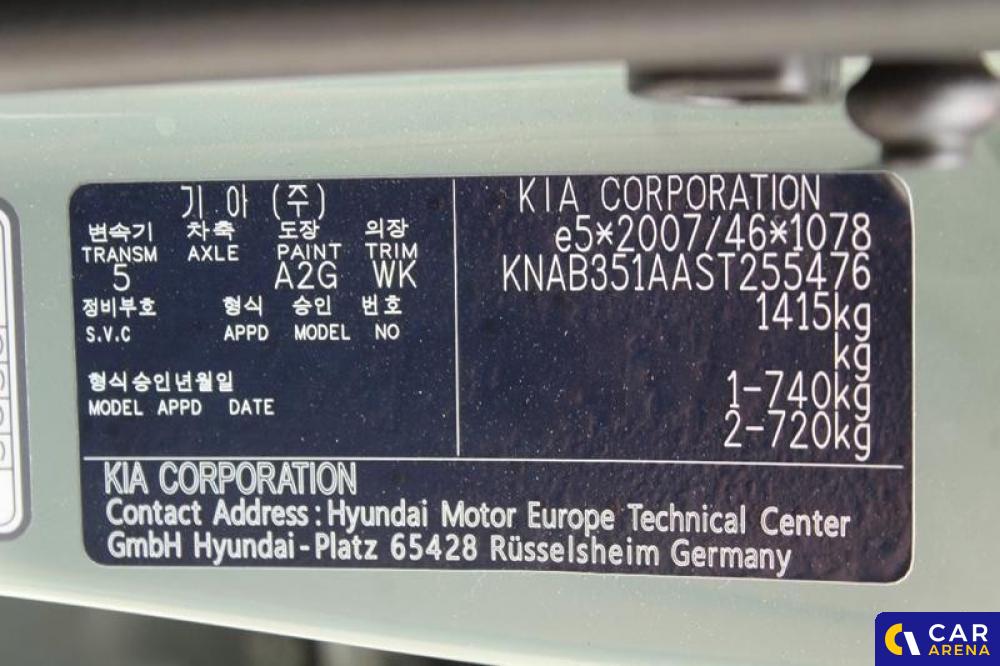 기아 (주)
변속기 차축 도장 의장
TRANSM AXLE PAINT TRIM
5 A2G WK
정비부호 형식 승인 번호
S.V.C APPD MODEL NO
형식승인년월일
MODEL APPD DATE
KIA CORPORATION
e5*2007/46*1078
KNAB351AAST255476
1415kg
kg
1-740kg
2-720kg
KIA CORPORATION
Contact Address : Hyundai Motor Europe Technical Center
GmbH Hyundai-Platz 65428 Rüsselsheim Germany
CAR
ARENA